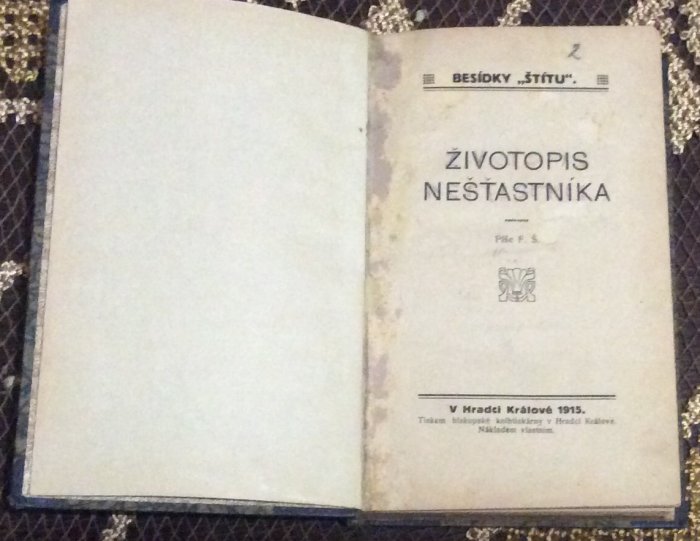 2
BESÍDKY „ŠTÍTU“.
ŽIVOTOPIS
NEŠŤASTNÍKA
Píše F. Š.
V Hradci Králové 1915.
Tiskem biskupské knihtiskárny v Hradci Králové.
Nákladem vlastním.